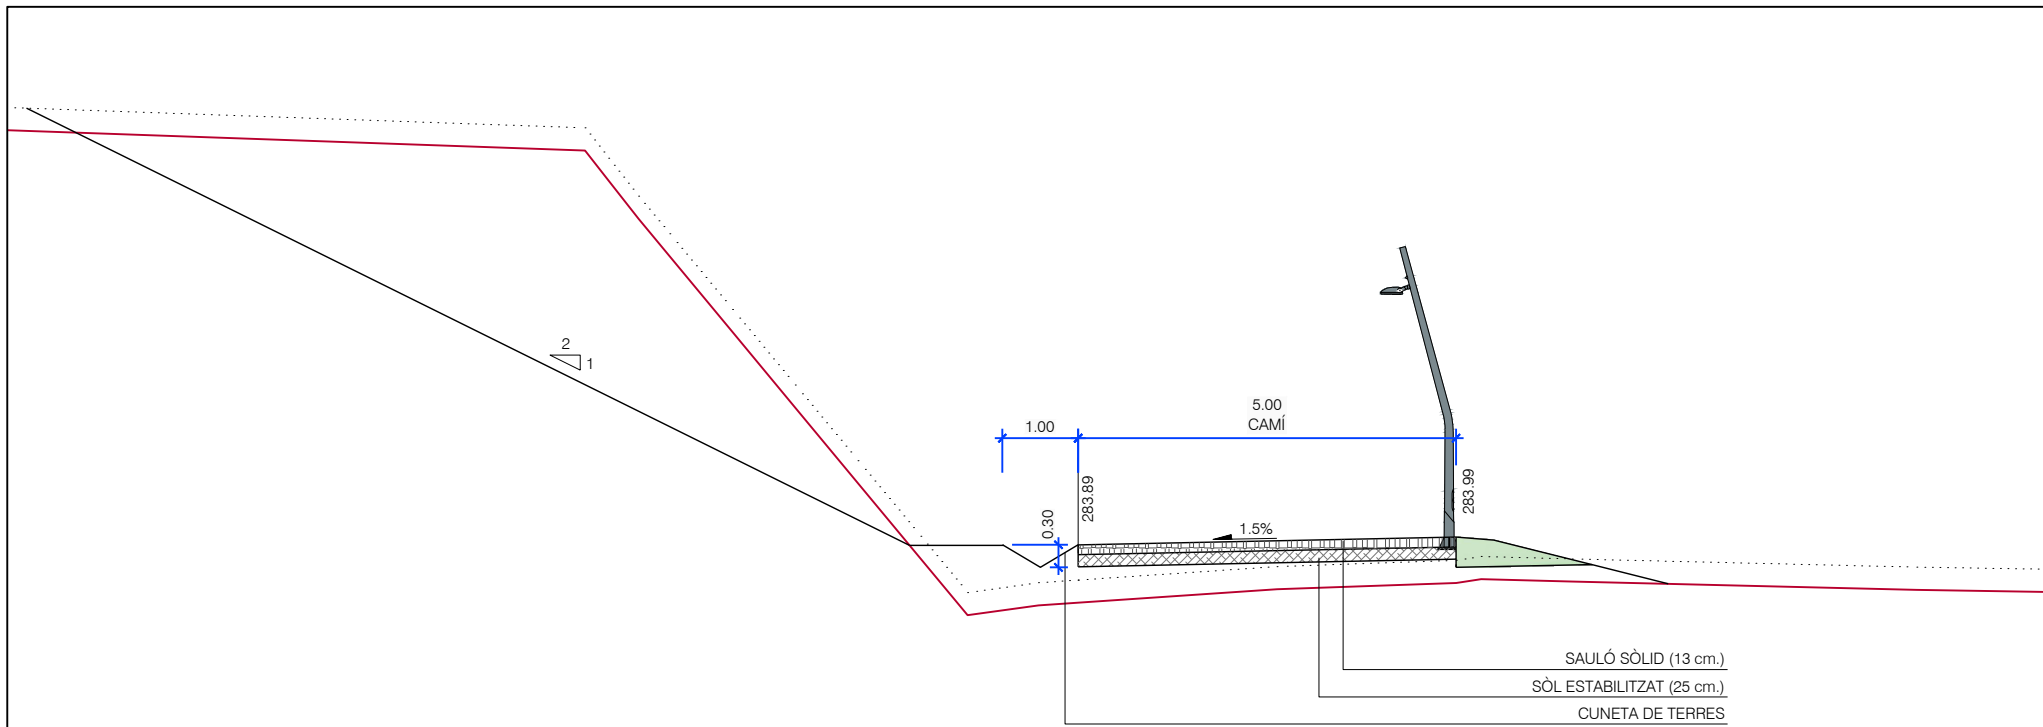 2
1
5.00
CAMÍ
1.00
283.89
283.99
0.30
1.5%
SAULÓ SÒLID (13 cm.)
SÒL ESTABILITZAT (25 cm.)
CUNETA DE TERRES